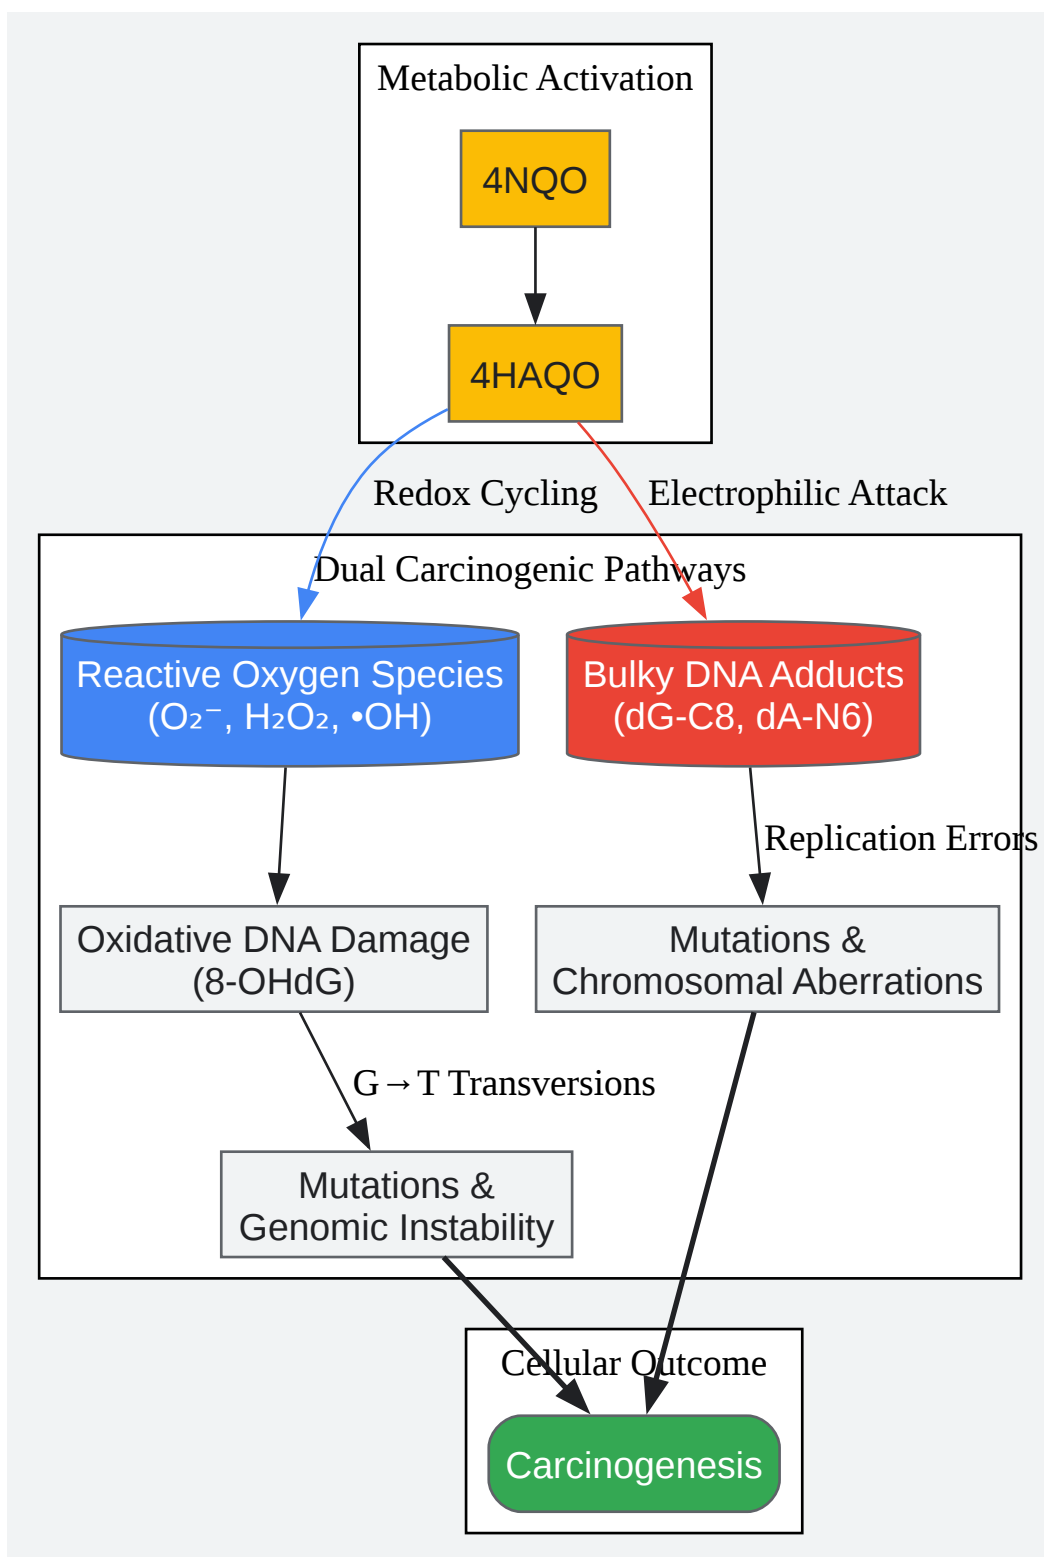 Metabolic Activation
4NQO
4HAQO
Redox Cycling
Electrophilic Attack
Dual Carcinogenic Pathways
Reactive Oxygen Species
(O₂⁻, H₂O₂, •OH)
Bulky DNA Adducts
(dG-C8, dA-N6)
Replication Errors
Oxidative DNA Damage
(8-OHdG)
Mutations &
Chromosomal Aberrations
G→T Transversions
Mutations &
Genomic Instability
Cellular Outcome
Carcinogenesis